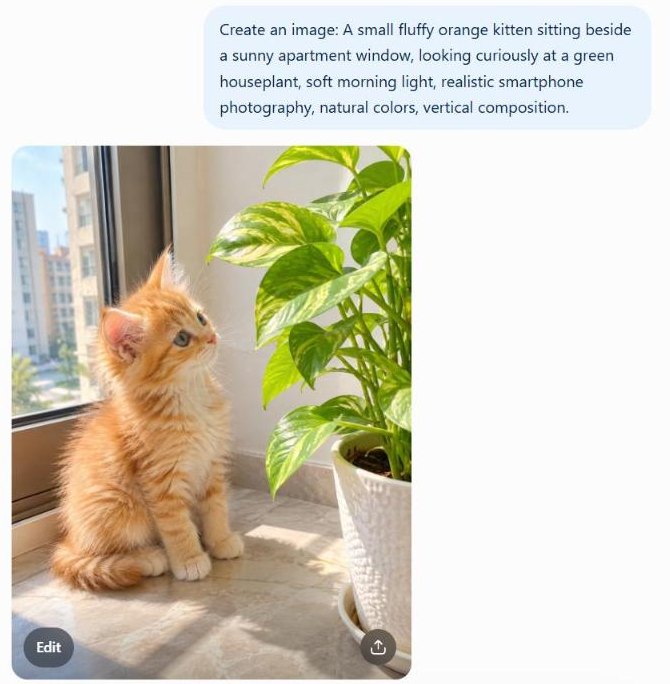 Create an image: A small fluffy orange kitten sitting beside
a sunny apartment window, looking curiously at a green
houseplant, soft morning light, realistic smartphone
photography, natural colors, vertical composition.
Edit